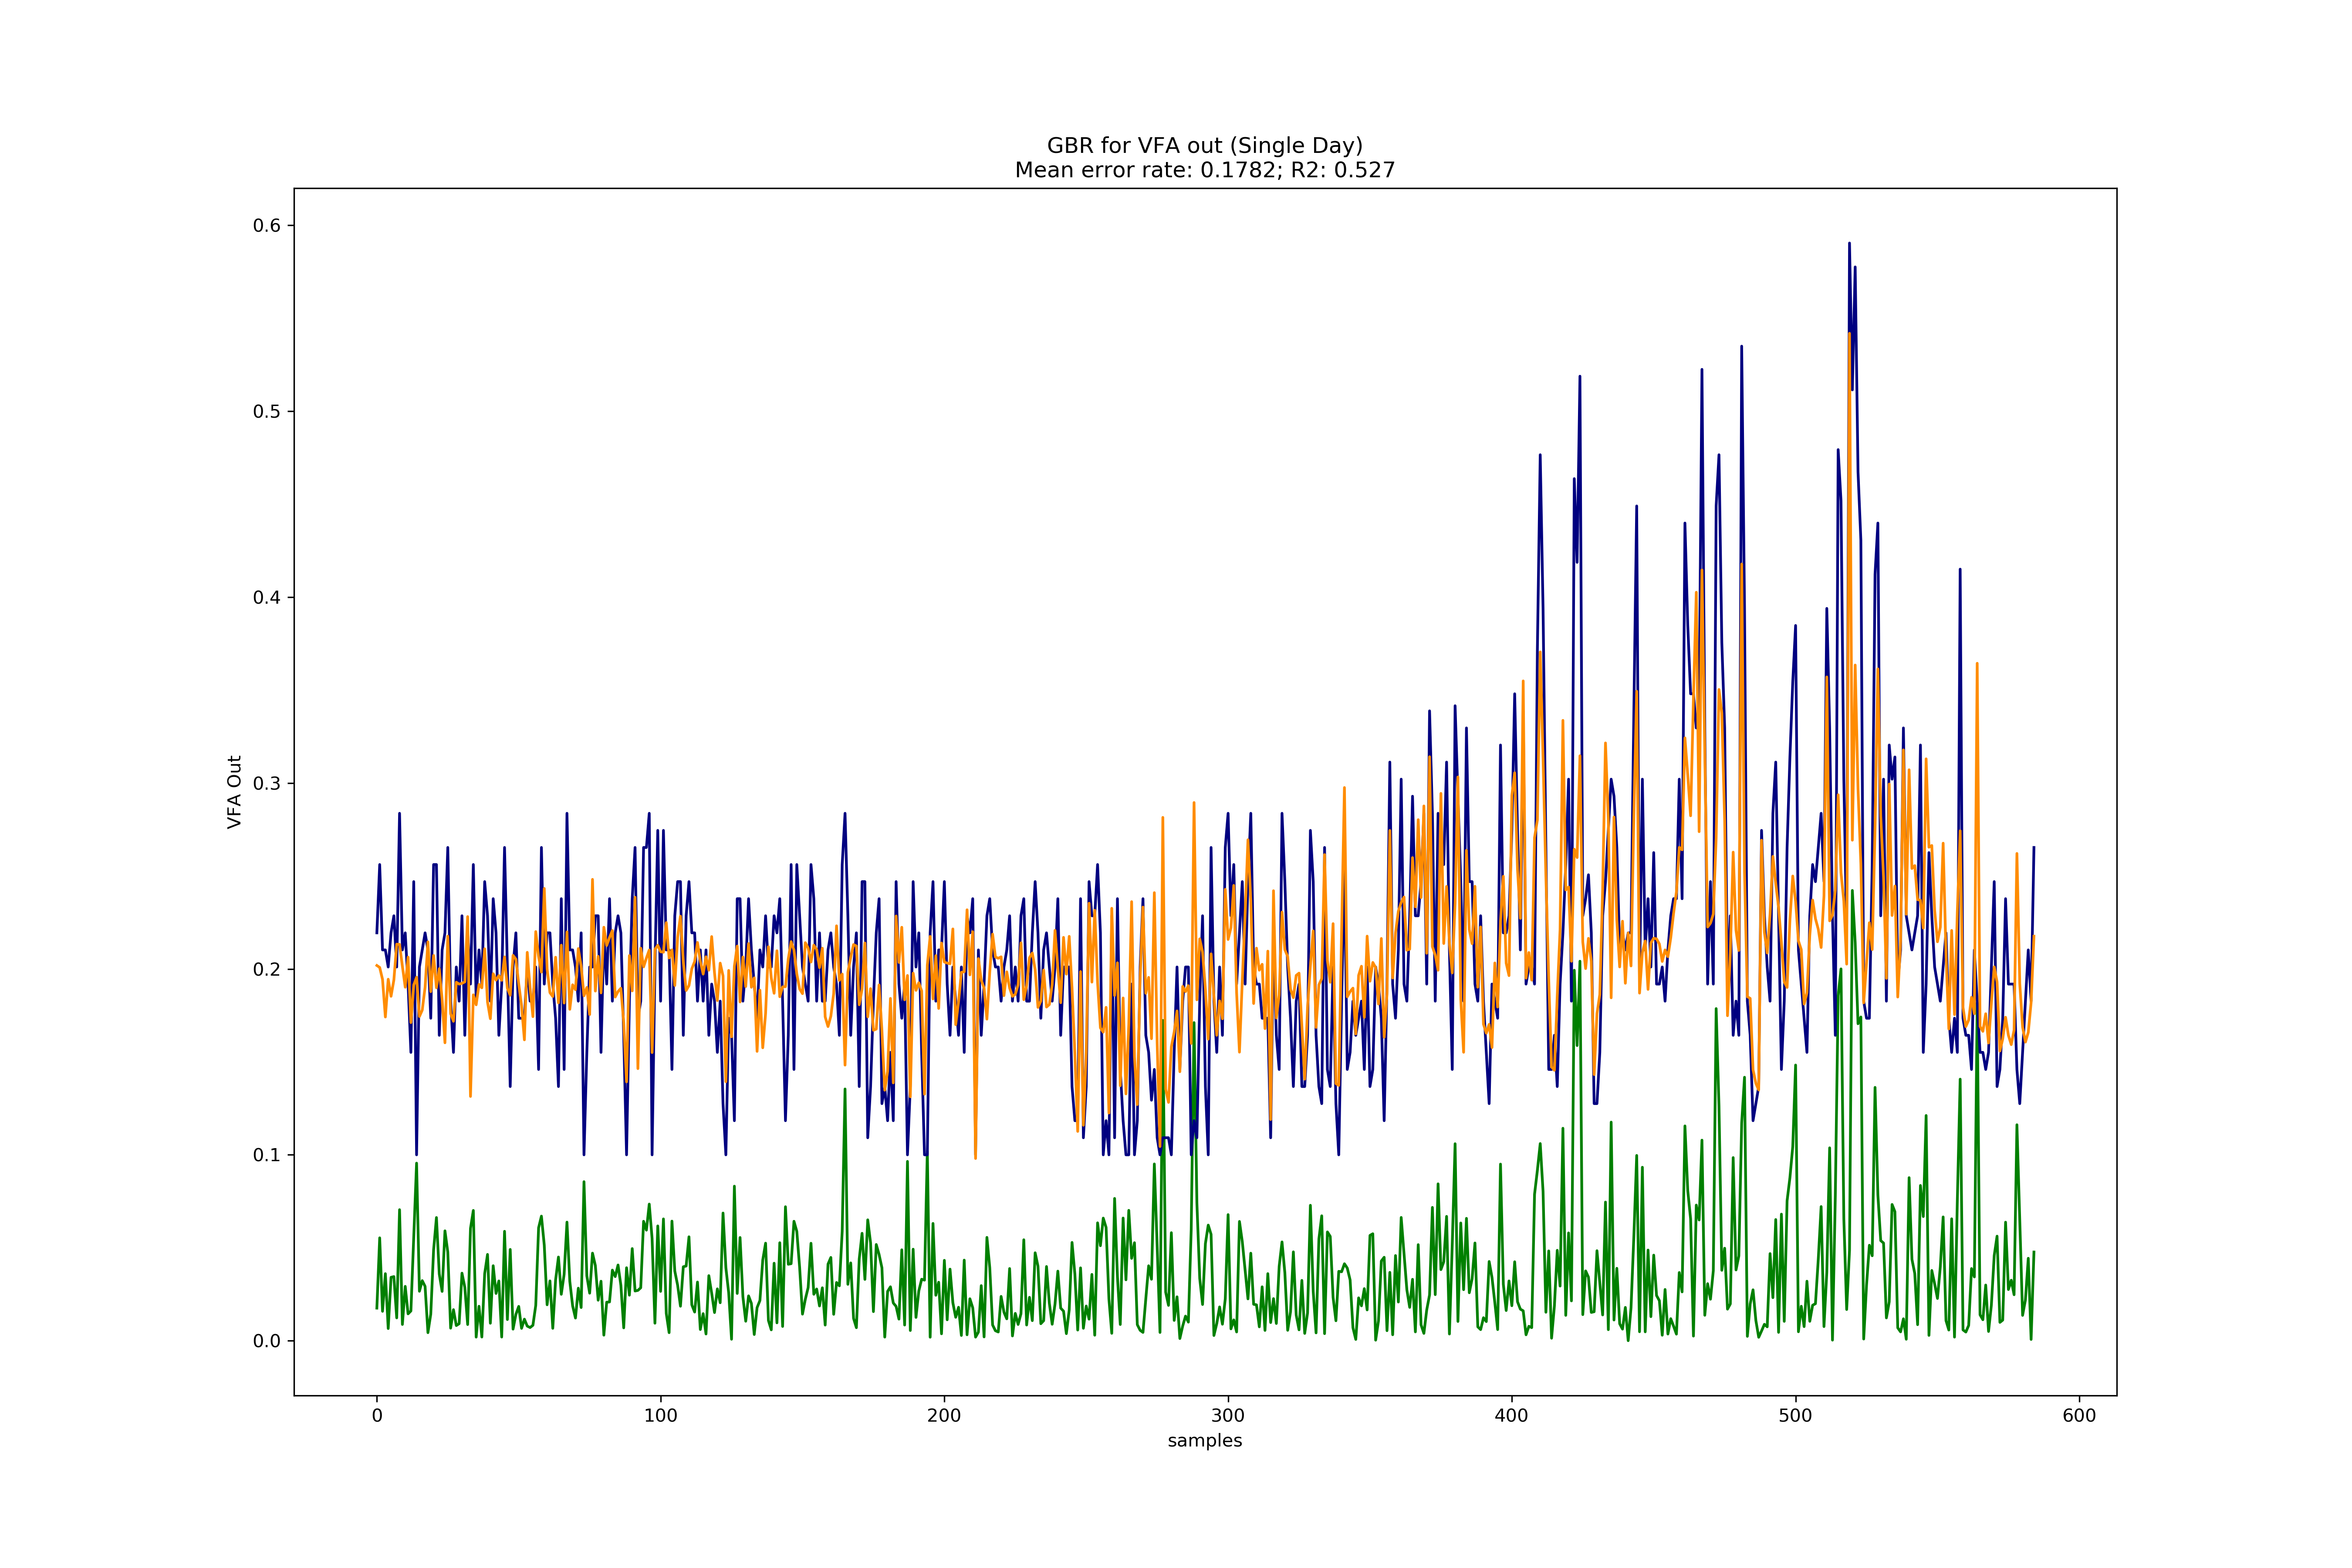 GBR for VFA out (Single Day)
Mean error rate: 0.1782; R2: 0.527
0.6
0.5
0.4
0.3
0.2
0.1
0.0
VFA Out
0 100 200 300 400 500 600
samples